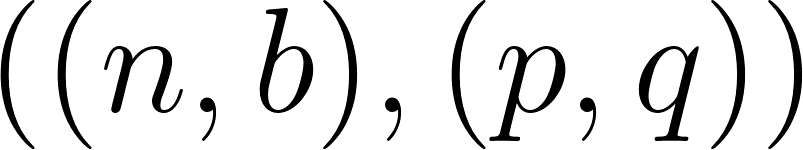 ((n, b), (p, q))